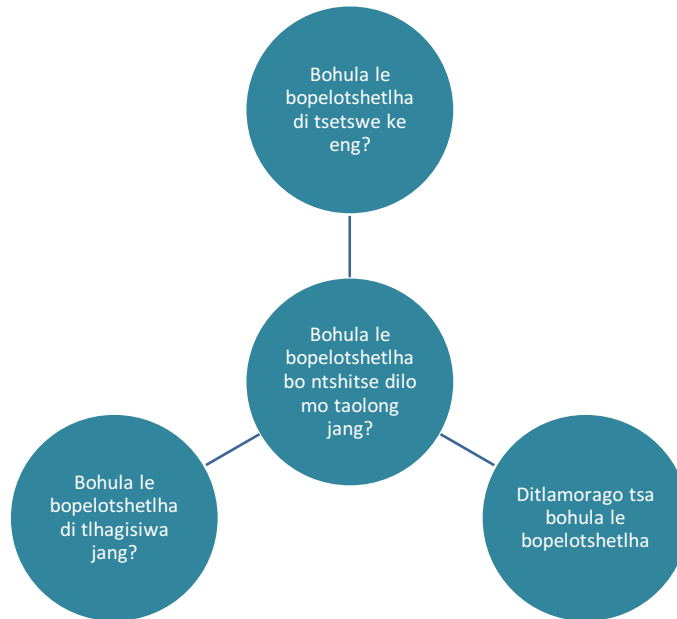 Bohula le
bopelotshetlha
di tsetswe ke
eng?
Bohula le
bopelotshetlha
bo ntshitse dilo
mo taolong
jang?
Bohula le
bopelotshetlha
di tlhagisiwa
jang?
Ditlamorago tsa
bohula le
bopelotshetlha